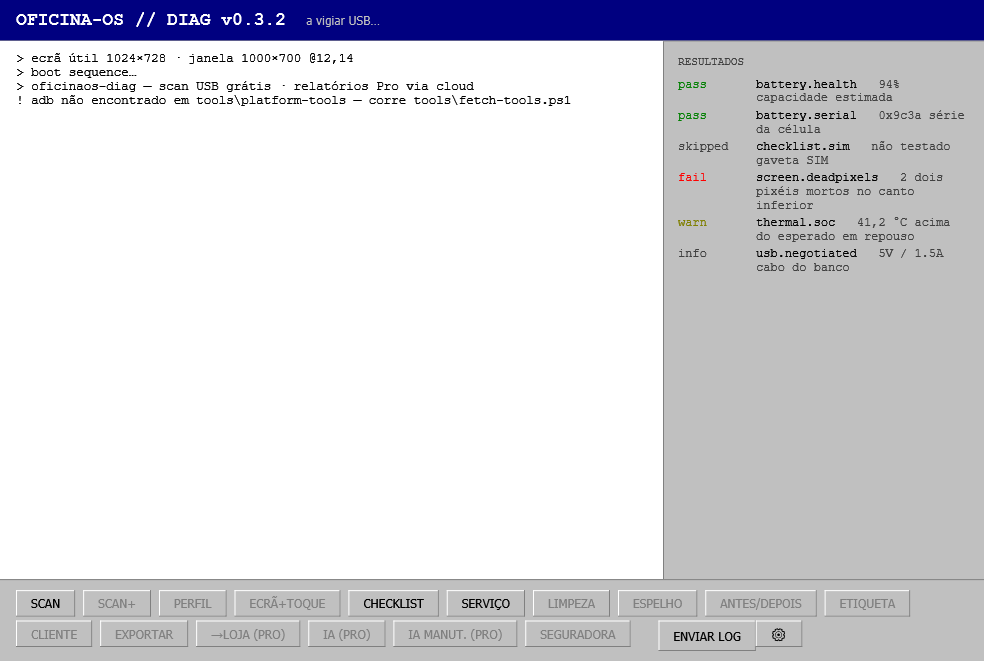 OFICINA-OS // DIAG v0.3.2 a vigiar USB…
> ecrã útil 1024×728 · janela 1000×700 @12,14
> boot sequence…
> oficinaos-diag — scan USB grátis · relatórios Pro via cloud
! adb não encontrado em tools\platform-tools — corre tools\fetch-tools.ps1
RESULTADOS
pass battery.health 94%
capacidade estimada
pass battery.serial 0x9c3a série
da célula
skipped checklist.sim não testado
gaveta SIM
fail screen.deadpixels 2 dois
pixéis mortos no canto
inferior
warn thermal.soc 41,2 °C acima
do esperado em repouso
info usb.negotiated 5V / 1.5A
cabo do banco
SCAN SCAN+ PERFIL ECRÃ+TOQUE CHECKLIST SERVIÇO LIMPEZA ESPELHO ANTES/DEPOIS ETIQUETA
CLIENTE EXPORTAR →LOJA (PRO) IA (PRO) IA MANUT. (PRO) SEGURADORA ENVIAR LOG